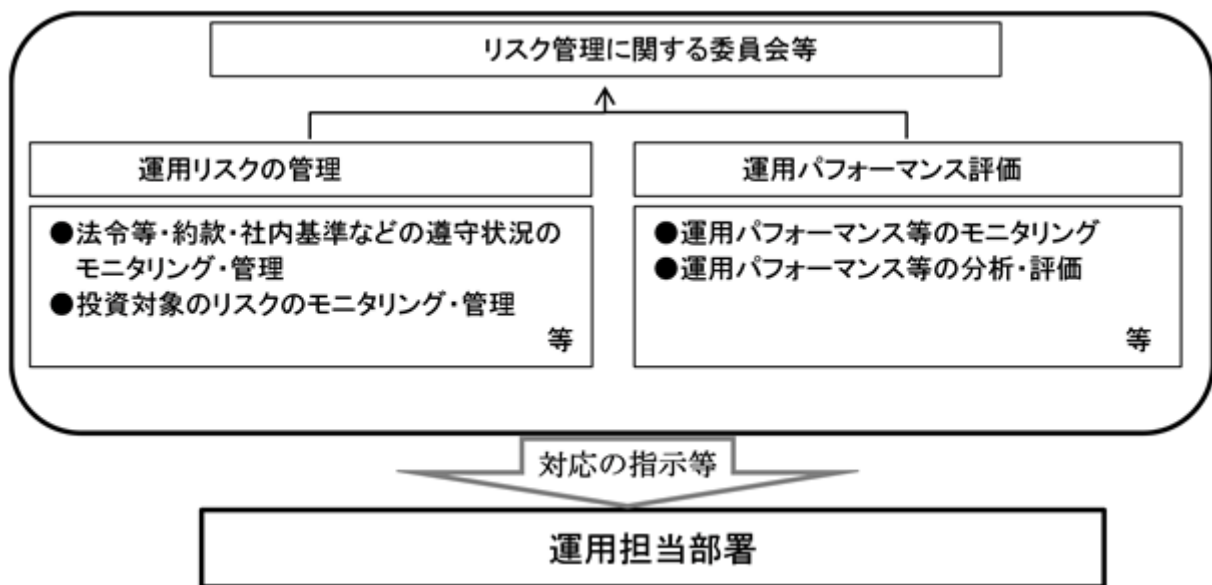 リスク管理に関する委員会等
運用リスクの管理
●法令等・約款・社内基準などの遵守状況の
モニタリング・管理
●投資対象のリスクのモニタリング・管理
等
運用パフォーマンス評価
●運用パフォーマンス等のモニタリング
●運用パフォーマンス等の分析・評価
等
対応の指示等
運用担当部署